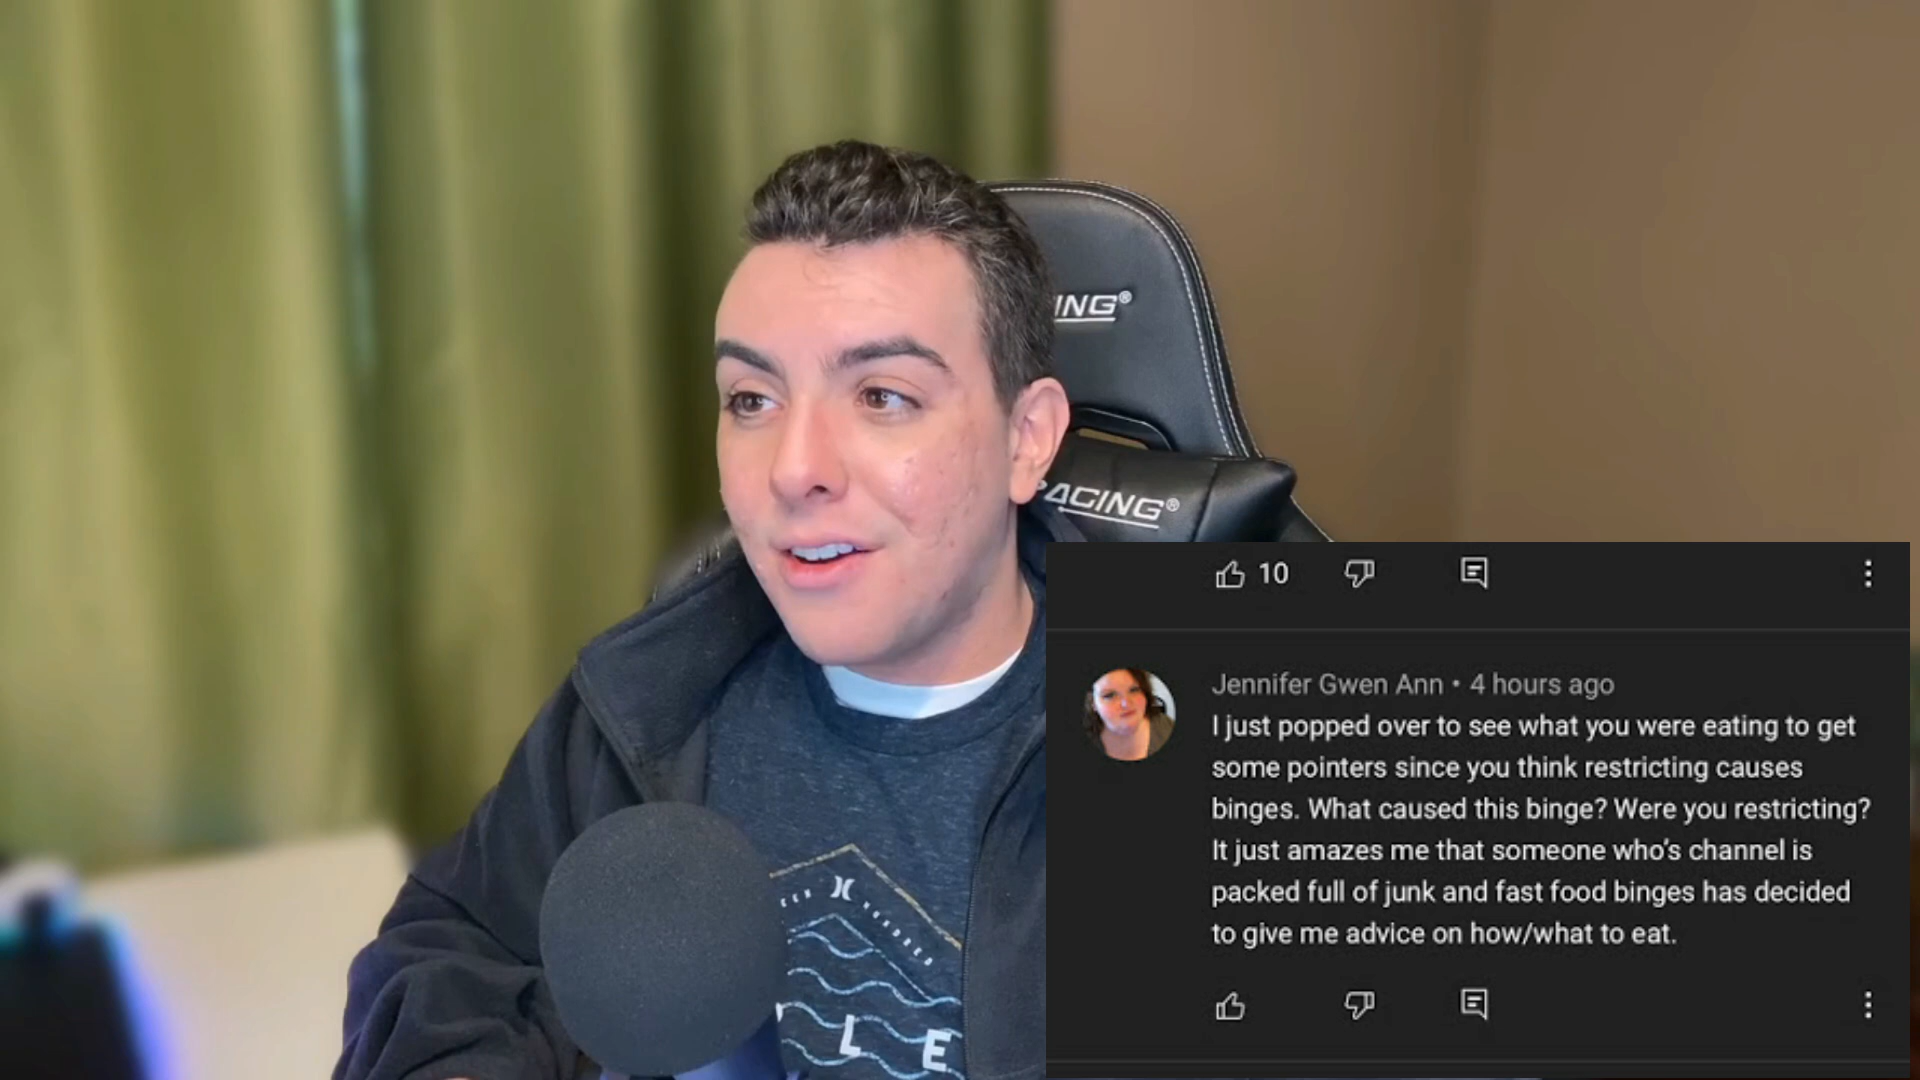 ING®
ACING®
10
Jennifer Gwen Ann • 4 hours ago
I just popped over to see what you were eating to get
some pointers since you think restricting causes
binges. What caused this binge? Were you restricting?
It just amazes me that someone who's channel is
packed full of junk and fast food binges has decided
to give me advice on how/what to eat.
L E